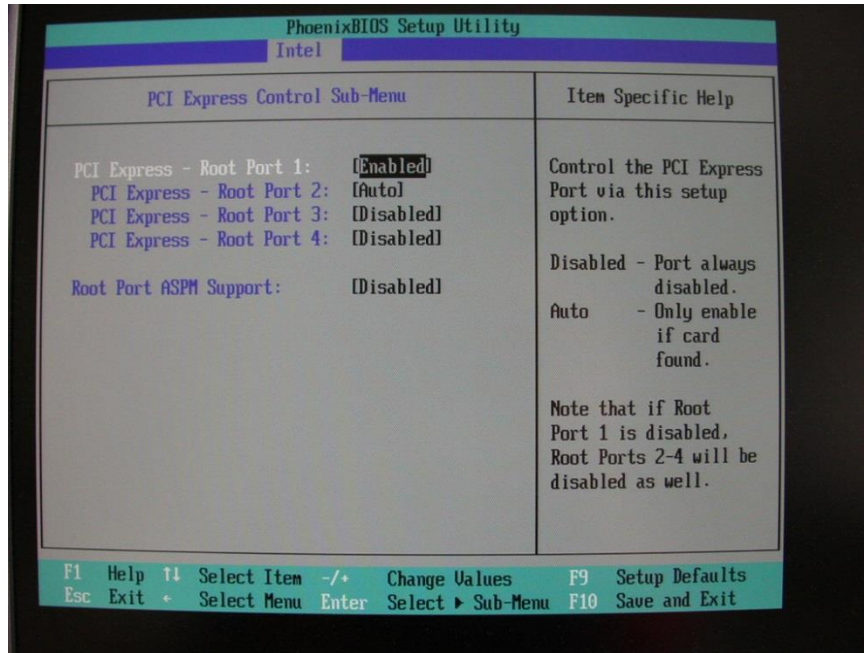 PhoenixBIOS Setup Utility
Intel
PCI Express Control Sub-Menu
Item Specific Help
PCI Express - Root Port 1: [Enabled]
PCI Express - Root Port 2: [Auto]
PCI Express - Root Port 3: [Disabled]
PCI Express - Root Port 4: [Disabled]
Root Port ASPM Support: [Disabled]
Control the PCI Express
Port via this setup
option.
Disabled - Port always
disabled.
Auto - Only enable
if card
found.
Note that if Root
Port 1 is disabled,
Root Ports 2-4 will be
disabled as well.
F1 Help ↑↓ Select Item -/+ Change Values F9 Setup Defaults
Esc Exit ← Select Menu Enter Select ▶ Sub-Menu F10 Save and Exit